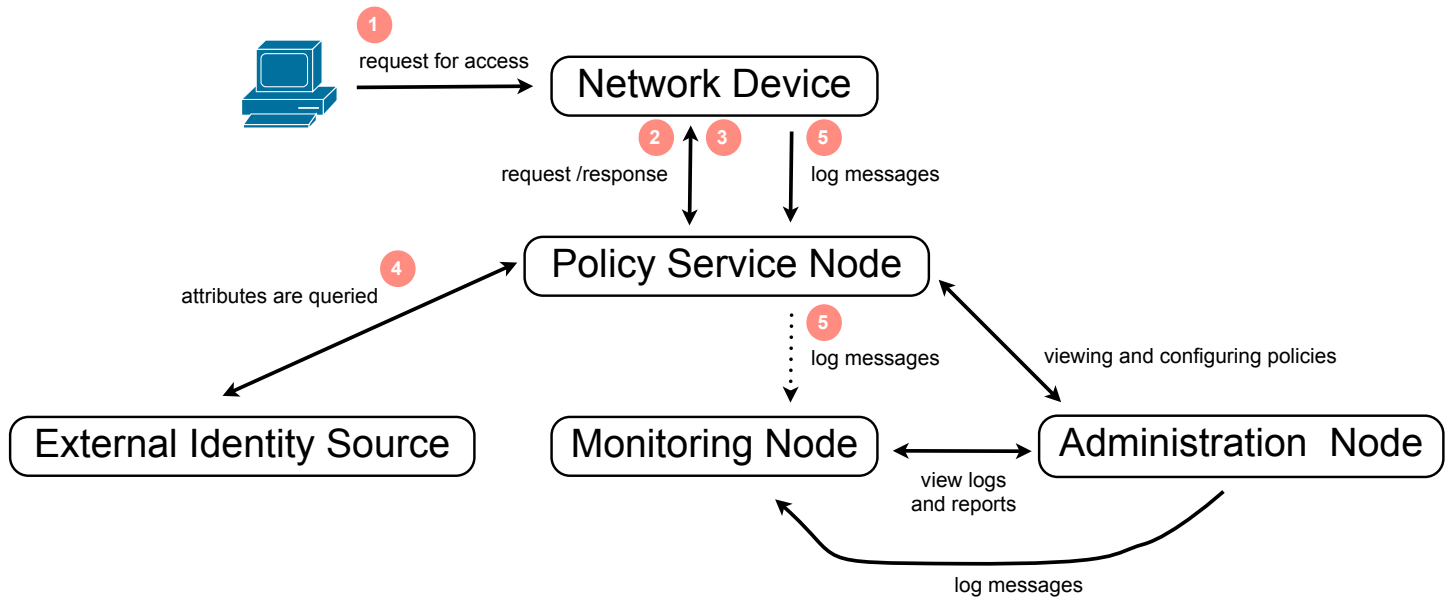 1
request for access
Network Device
2
3
5
request /response
log messages
Policy Service Node
4
attributes are queried
5
log messages
viewing and configuring policies
External Identity Source
Monitoring Node
Administration Node
view logs
and reports
log messages